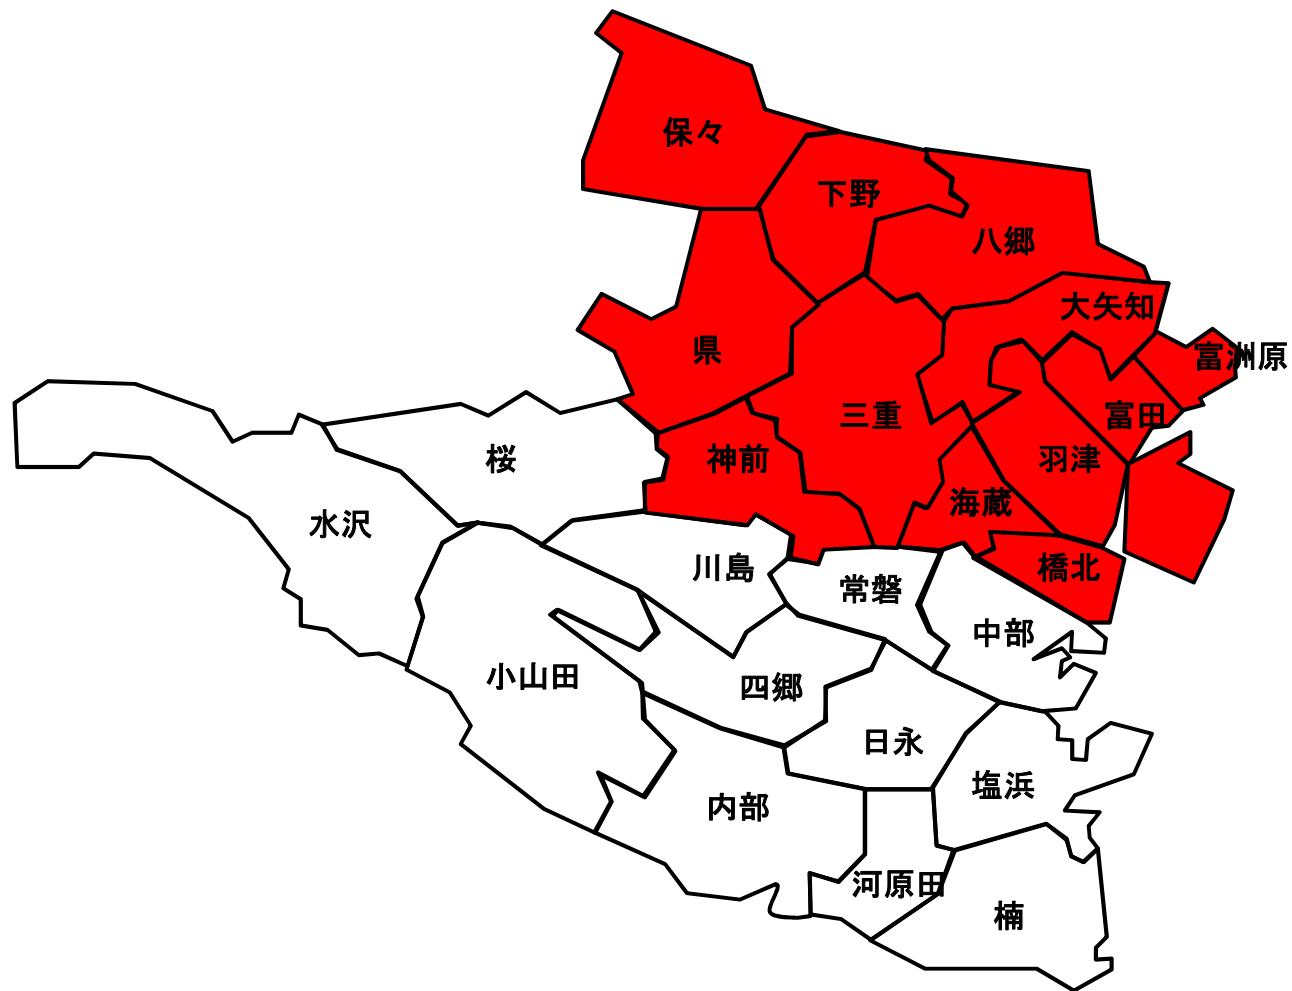 保々
下野
八郷
大矢知
県
富洲原
三重
富田
桜
神前
羽津
水沢
海蔵
川島
橋北
常磐
中部
小山田
四郷
日永
塩浜
内部
河原田
楠